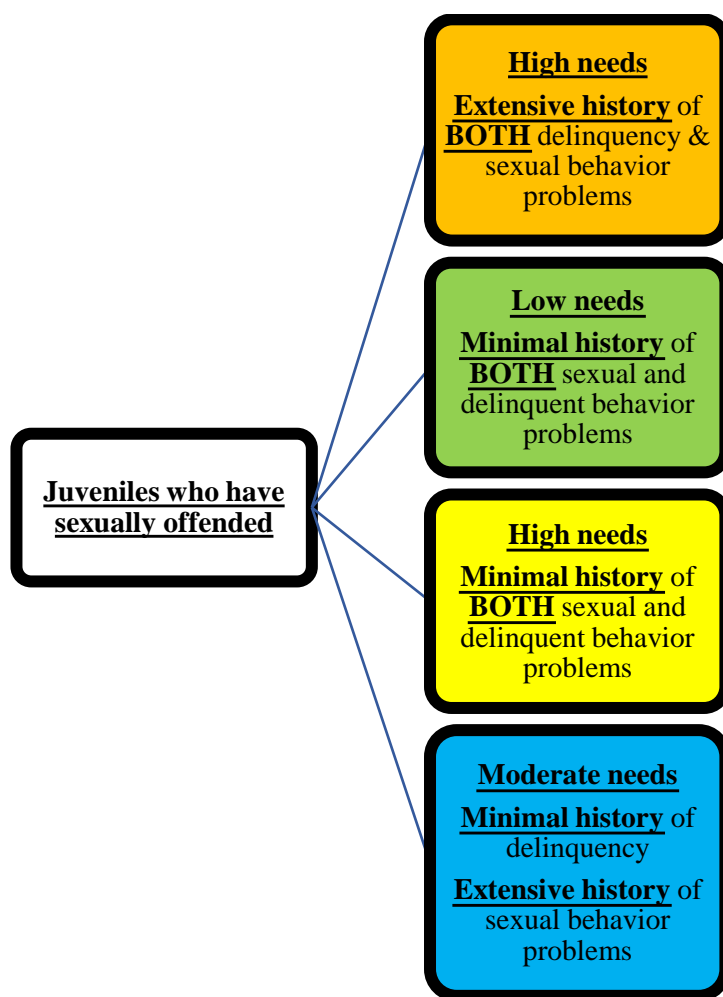 High needs
Extensive history of
BOTH delinquency &
sexual behavior
problems
Low needs
Minimal history of
BOTH sexual and
delinquent behavior
problems
Juveniles who have
sexually offended
High needs
Minimal history of
BOTH sexual and
delinquent behavior
problems
Moderate needs
Minimal history of
delinquency
Extensive history of
sexual behavior
problems